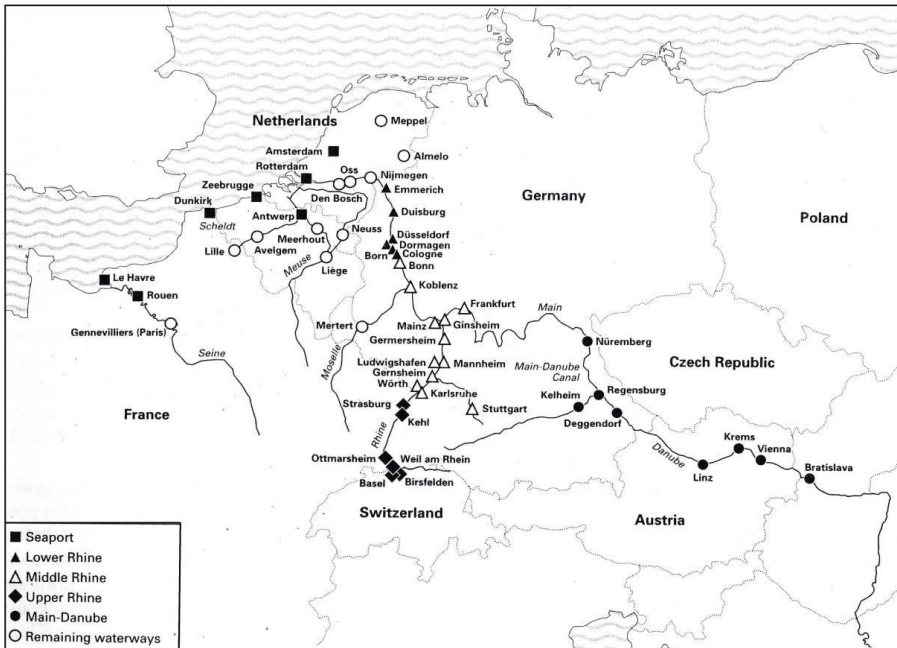 Netherlands
Meppel
Amsterdam
Almelo
Rotterdam
Oss
Nijmegen
Zeebrugge
Emmerich
Germany
Den Bosch
Dunkirk
Antwerp
Duisburg
Poland
Scheldt
Neuss
Düsseldorf
Meerhout
Dormagen
Lille
Avelgem
Born
Cologne
Meuse
Liège
Bonn
Le Havre
Koblenz
Rouen
Frankfurt
Main
Mertert
Mainz
Ginsheim
Gennevilliers (Paris)
Germersheim
Nüremberg
Seine
Moselle
Ludwigshafen
Mannheim
Main-Danube
Canal
Czech Republic
Gernsheim
Wörth
Karlsruhe
Kelheim
Regensburg
France
Strasburg
Stuttgart
Kehl
Deggendorf
Rhine
Krems
Ottmarsheim
Weil am Rhein
Danube
Vienna
Bratislava
Basel
Birsfelden
Linz
Switzerland
Austria
Seaport
Lower Rhine
Middle Rhine
Upper Rhine
Main-Danube
Remaining waterways